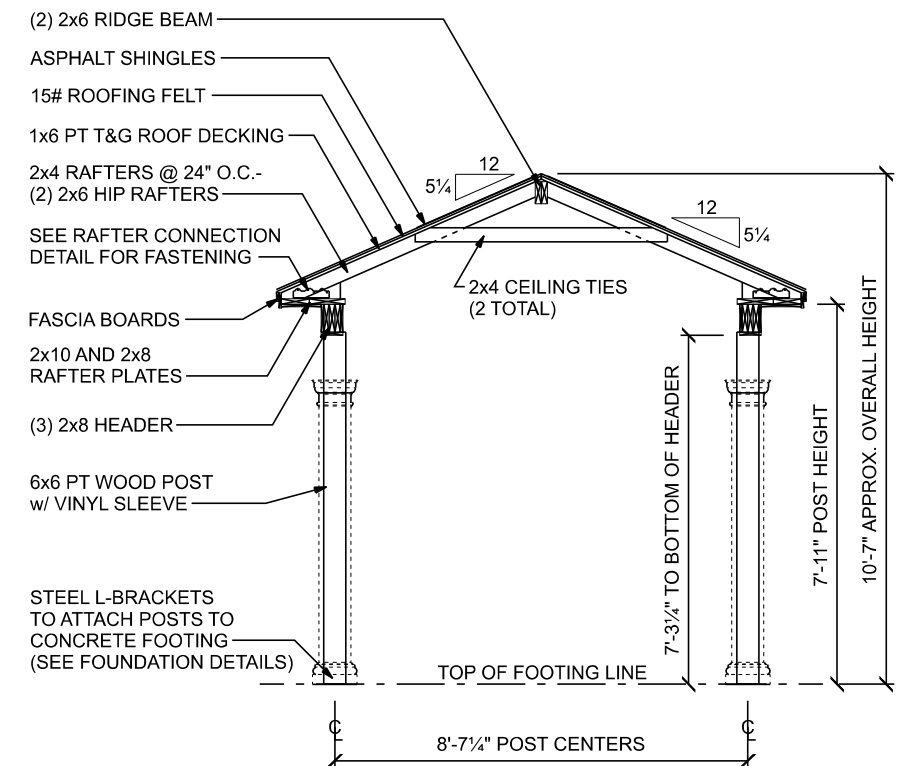 (2) 2x6 RIDGE BEAM
ASPHALT SHINGLES
15# ROOFING FELT
1x6 PT T&G ROOF DECKING
2x4 RAFTERS @ 24" O.C.-
(2) 2x6 HIP RAFTERS
SEE RAFTER CONNECTION
DETAIL FOR FASTENING
FASCIA BOARDS
2x10 AND 2x8
RAFTER PLATES
(3) 2x8 HEADER
6x6 PT WOOD POST
w/ VINYL SLEEVE
STEEL L-BRACKETS
TO ATTACH POSTS TO
CONCRETE FOOTING
(SEE FOUNDATION DETAILS)
12
5¼
12
5¼
2x4 CEILING TIES
(2 TOTAL)
7'-3¼" TO BOTTOM OF HEADER
7'-11" POST HEIGHT
10'-7" APPROX. OVERALL HEIGHT
TOP OF FOOTING LINE
℄
℄
8'-7¼" POST CENTERS